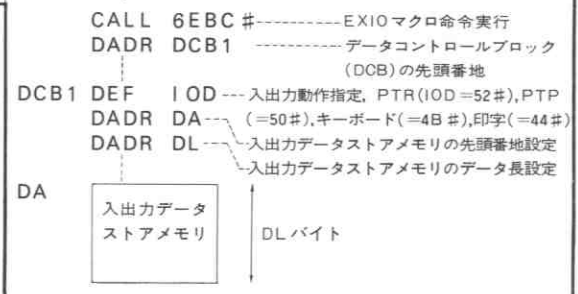 CALL 6EBC# EXIOマクロ命令実行
DADR DCB1 データコントロールブロック
(DCB)の先頭番地
DCB1 DEF IOD 入出力動作指定, PTR(IOD=52#),PTP
DADR DA (=50#),キーボード(=4B#),印字(=44#)
DADR DL 入出力データストアメモリの先頭番地設定
入出力データストアメモリのデータ長設定
DA
入出力データ
ストアメモリ
DLバイト